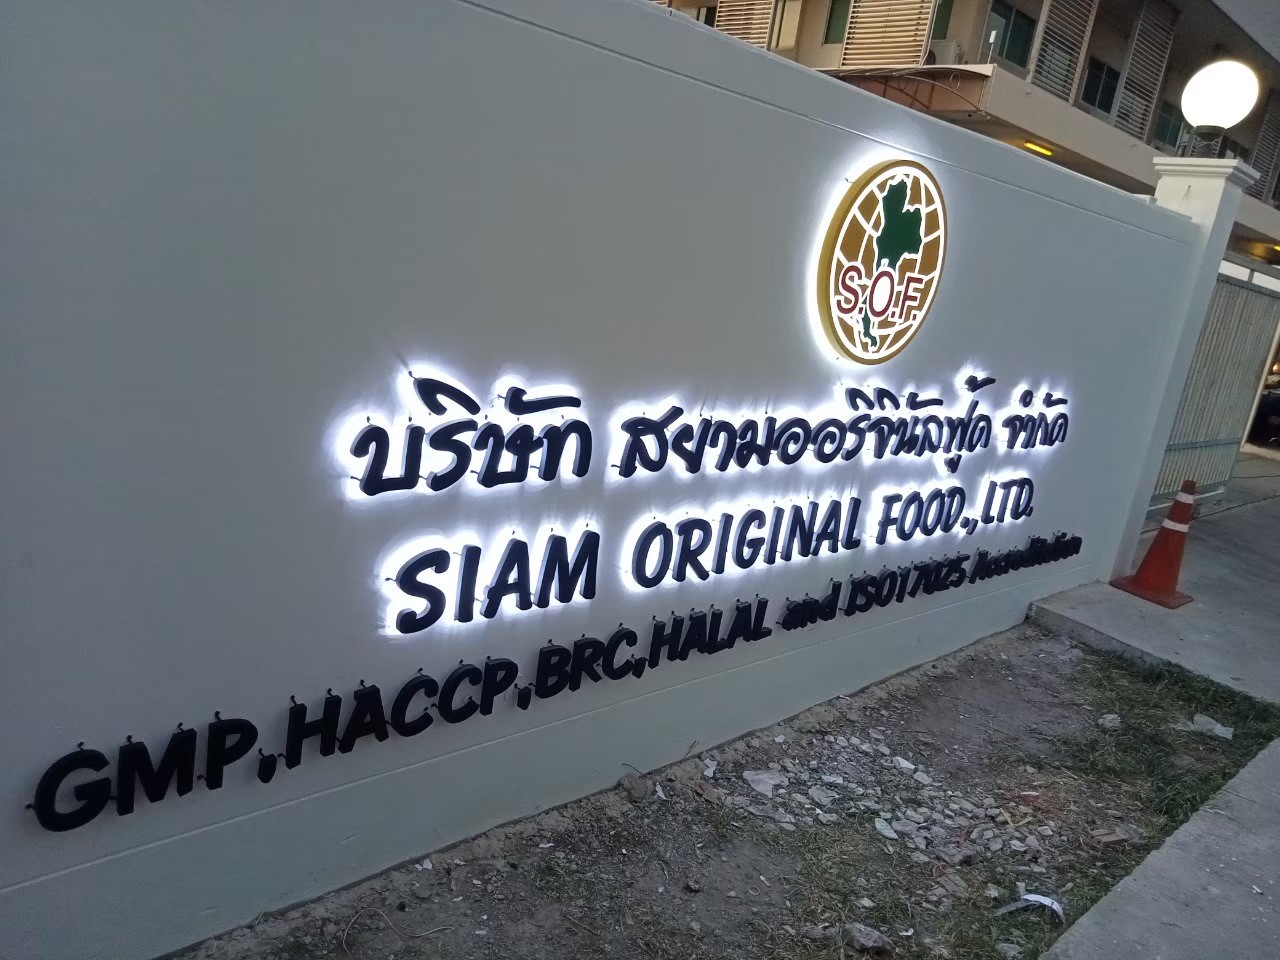 S.O.F.
บริษัท สยามออริจินัลฟู้ด จำกัด
SIAM ORIGINAL FOOD.,LTD.
GMP,HACCP,BRC,HALAL and ISO17025 Accreditation